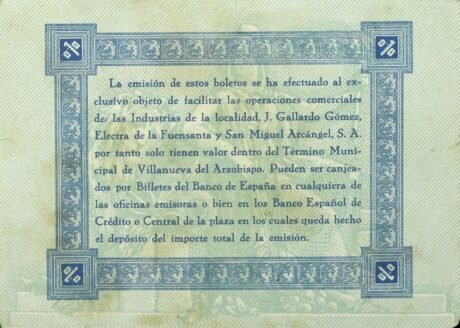 La emisión de estos boletos se ha efectuado al ex-
clusivo objeto de facilitar las operaciones comerciales
de las Industrias de la localidad, J. Gallardo Gómez,
Electra de la Fuensanta y San Miguel Arcángel, S. A.
por tanto solo tienen valor dentro del Término Muni-
cipal de Villanueva del Arzobispo. Pueden ser canjea-
dos por Billetes del Banco de España en cualquiera de
las oficinas emisoras o bien en los Banco Español de
Crédito o Central de la plaza en los cuales queda hecho
el depósito del importe total de la emisión.